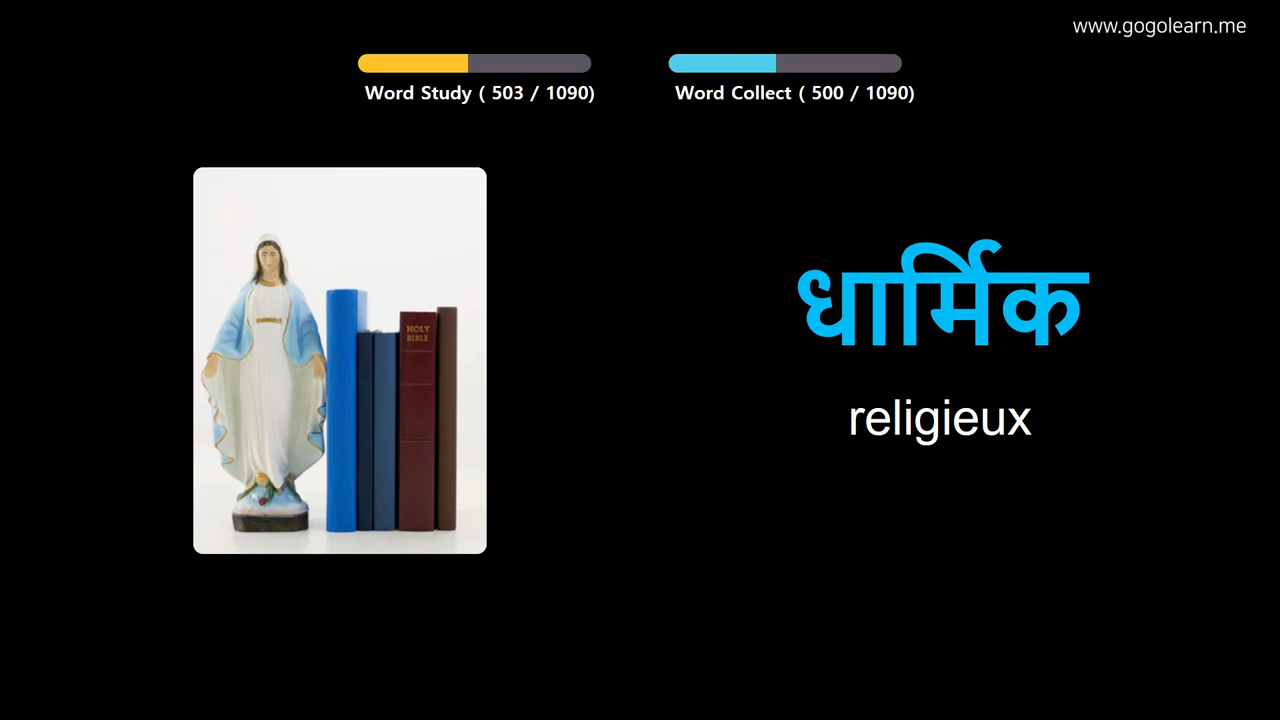 www.gogolearn.me
Word Study ( 503 / 1090)
Word Collect ( 500 / 1090)
HOLY
BIBLE
धार्मिक
religieux